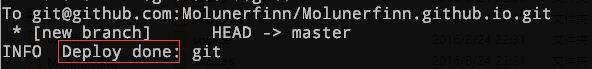 To git@github.com:Molunerfinn/Molunerfinn.github.io.git
 * [new branch]      HEAD -> master
INFO  Deploy done: git